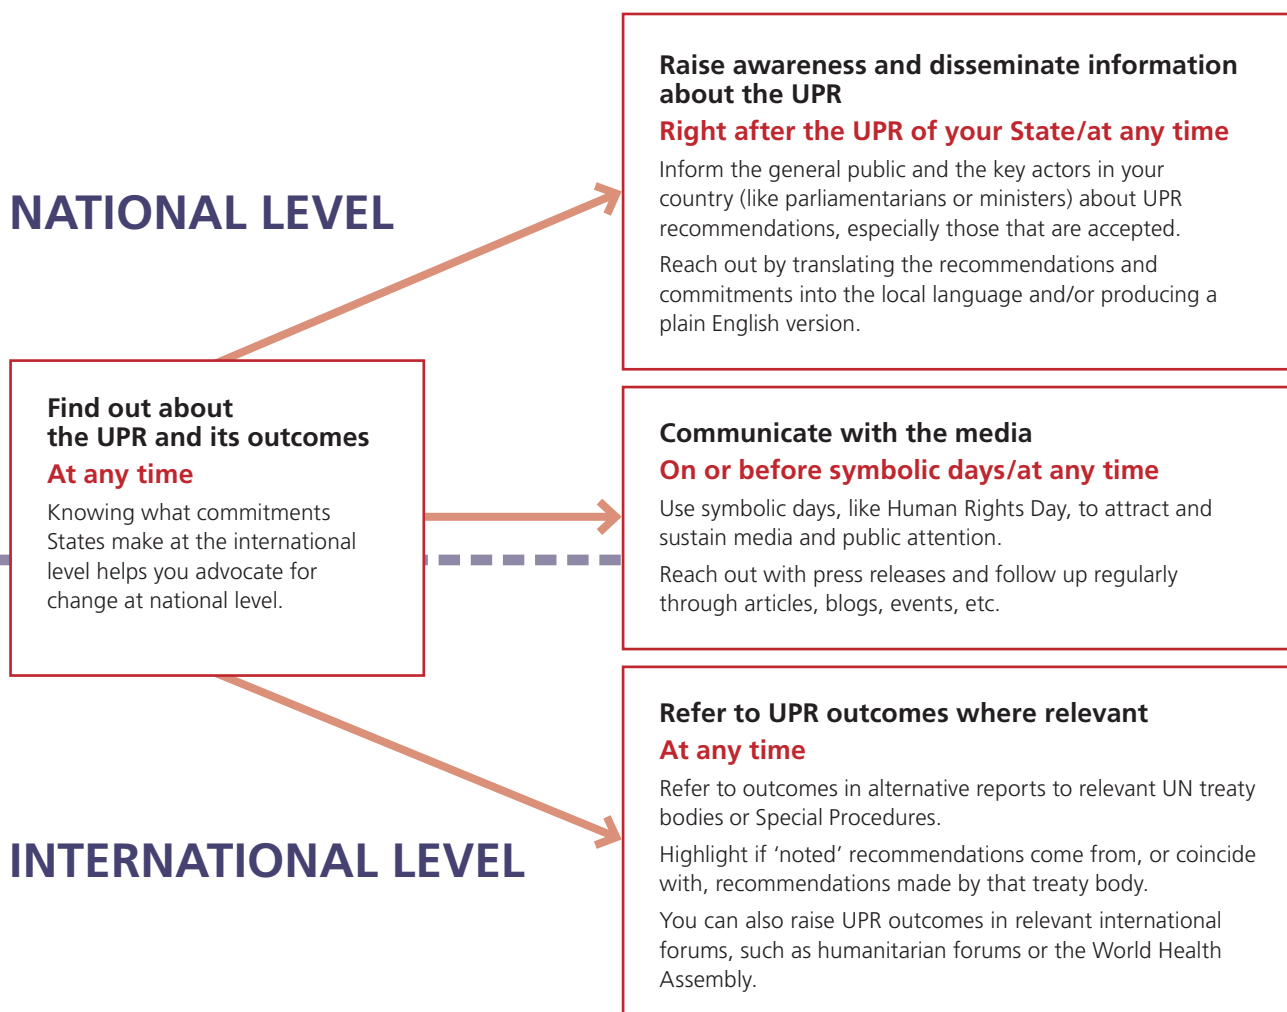 NATIONAL LEVEL
Find out about
the UPR and its outcomes
At any time
Knowing what commitments
States make at the international
level helps you advocate for
change at national level.
INTERNATIONAL LEVEL
Raise awareness and disseminate information
about the UPR
Right after the UPR of your State/at any time
Inform the general public and the key actors in your
country (like parliamentarians or ministers) about UPR
recommendations, especially those that are accepted.
Reach out by translating the recommendations and
commitments into the local language and/or producing a
plain English version.
Communicate with the media
On or before symbolic days/at any time
Use symbolic days, like Human Rights Day, to attract and
sustain media and public attention.
Reach out with press releases and follow up regularly
through articles, blogs, events, etc.
Refer to UPR outcomes where relevant
At any time
Refer to outcomes in alternative reports to relevant UN treaty
bodies or Special Procedures.
Highlight if ‘noted’ recommendations come from, or coincide
with, recommendations made by that treaty body.
You can also raise UPR outcomes in relevant international
forums, such as humanitarian forums or the World Health
Assembly.